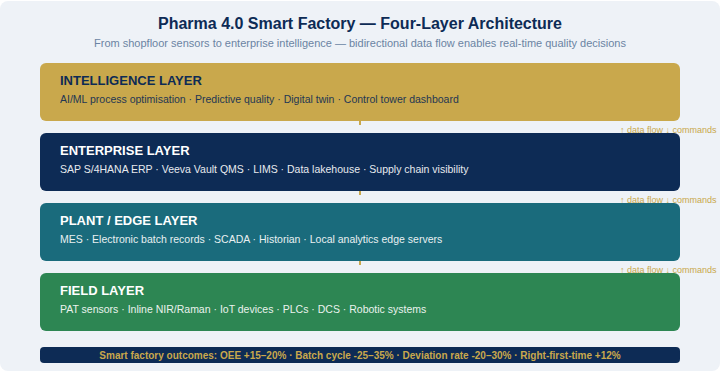 Pharma 4.0 Smart Factory — Four-Layer Architecture
From shopfloor sensors to enterprise intelligence — bidirectional data flow enables real-time quality decisions
INTELLIGENCE LAYER
AI/ML process optimisation · Predictive quality · Digital twin · Control tower dashboard
↑ data flow ↓ commands
ENTERPRISE LAYER
SAP S/4HANA ERP · Veeva Vault QMS · LIMS · Data lakehouse · Supply chain visibility
↑ data flow ↓ commands
PLANT / EDGE LAYER
MES · Electronic batch records · SCADA · Historian · Local analytics edge servers
↑ data flow ↓ commands
FIELD LAYER
PAT sensors · Inline NIR/Raman · IoT devices · PLCs · DCS · Robotic systems
Smart factory outcomes: OEE +15–20% · Batch cycle -25–35% · Deviation rate -20–30% · Right-first-time +12%